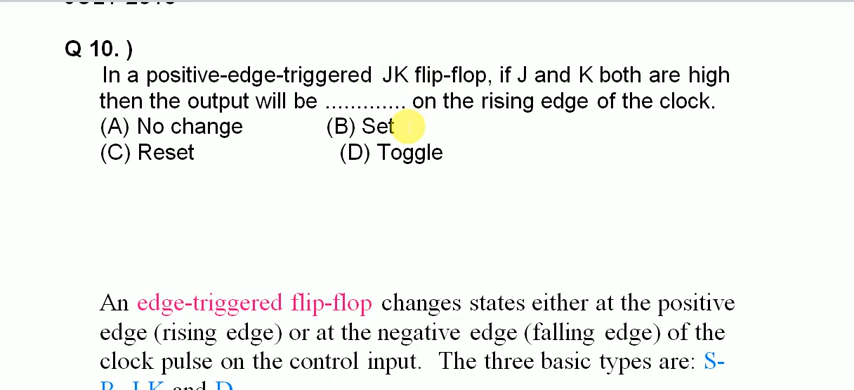 Q 10. )
In a positive-edge-triggered JK flip-flop, if J and K both are high
then the output will be ............. on the rising edge of the clock.
(A) No change (B) Set
(C) Reset (D) Toggle
An edge-triggered flip-flop changes states either at the positive
edge (rising edge) or at the negative edge (falling edge) of the
clock pulse on the control input. The three basic types are: S-
R, J-K and D